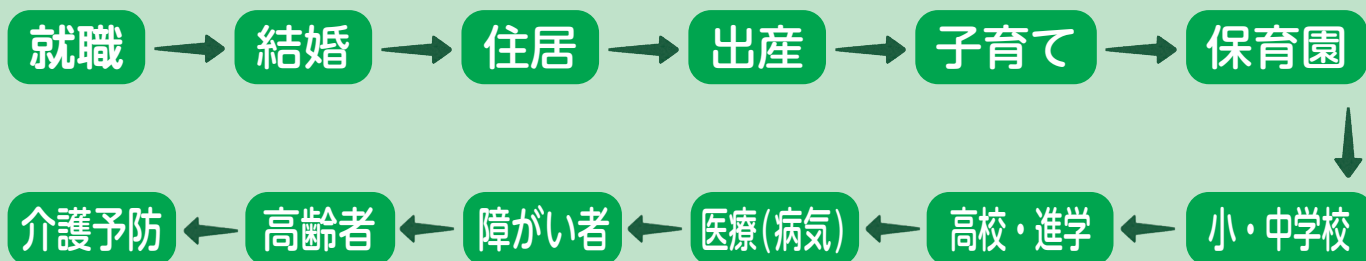 就職 結婚 住居 出産 子育て 保育園
介護予防 高齢者 障がい者 医療(病気) 高校・進学 小・中学校